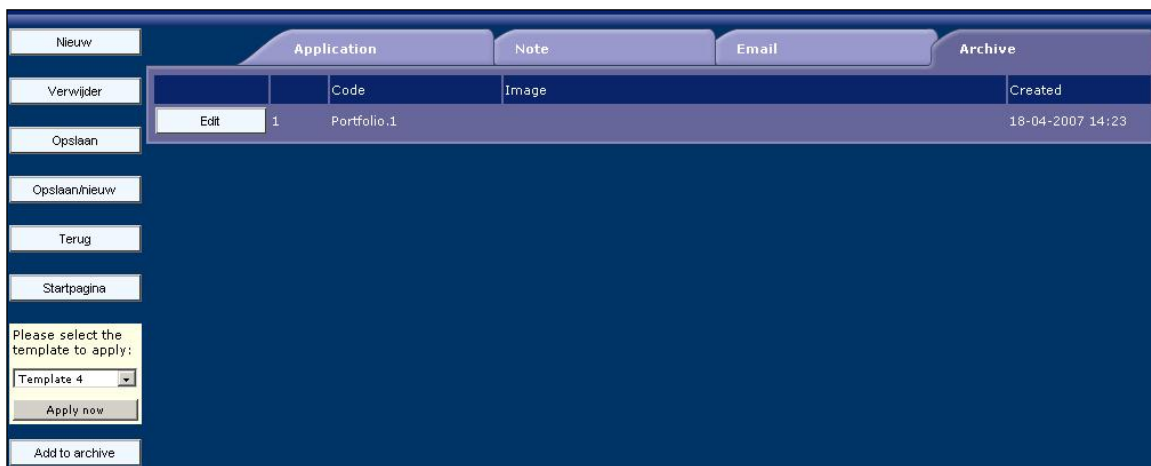 Nieuw
Verwijder
Opslaan
Opslaan/nieuw
Terug
Startpagina
Please select the
template to apply:
Template 4
Apply now
Add to archive
Application Note Email Archive
Code Image Created
Edit 1 Portfolio.1 18-04-2007 14:23